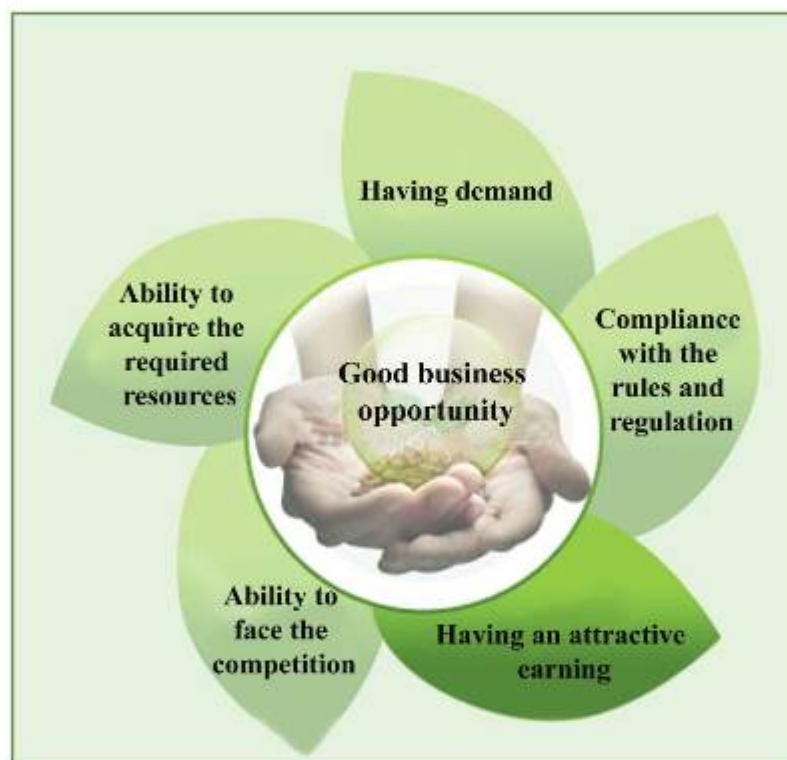 Having demand
Compliance
with the
rules and
regulation
Having an attractive
earning
Ability to
face the
competition
Ability to
acquire the
required
resources
Good business
opportunity